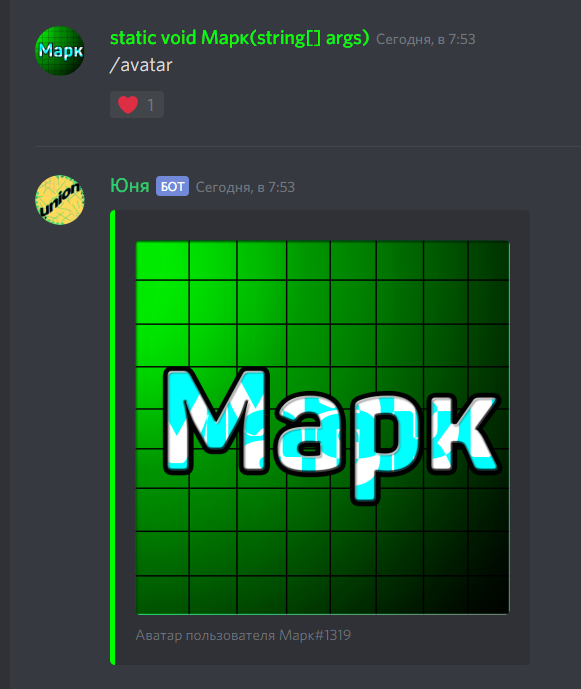 Марк
static void Марк(string[] args) Сегодня, в 7:53
/avatar
1
union
Юня БОТ Сегодня, в 7:53
Марк
Аватар пользователя Марк#1319